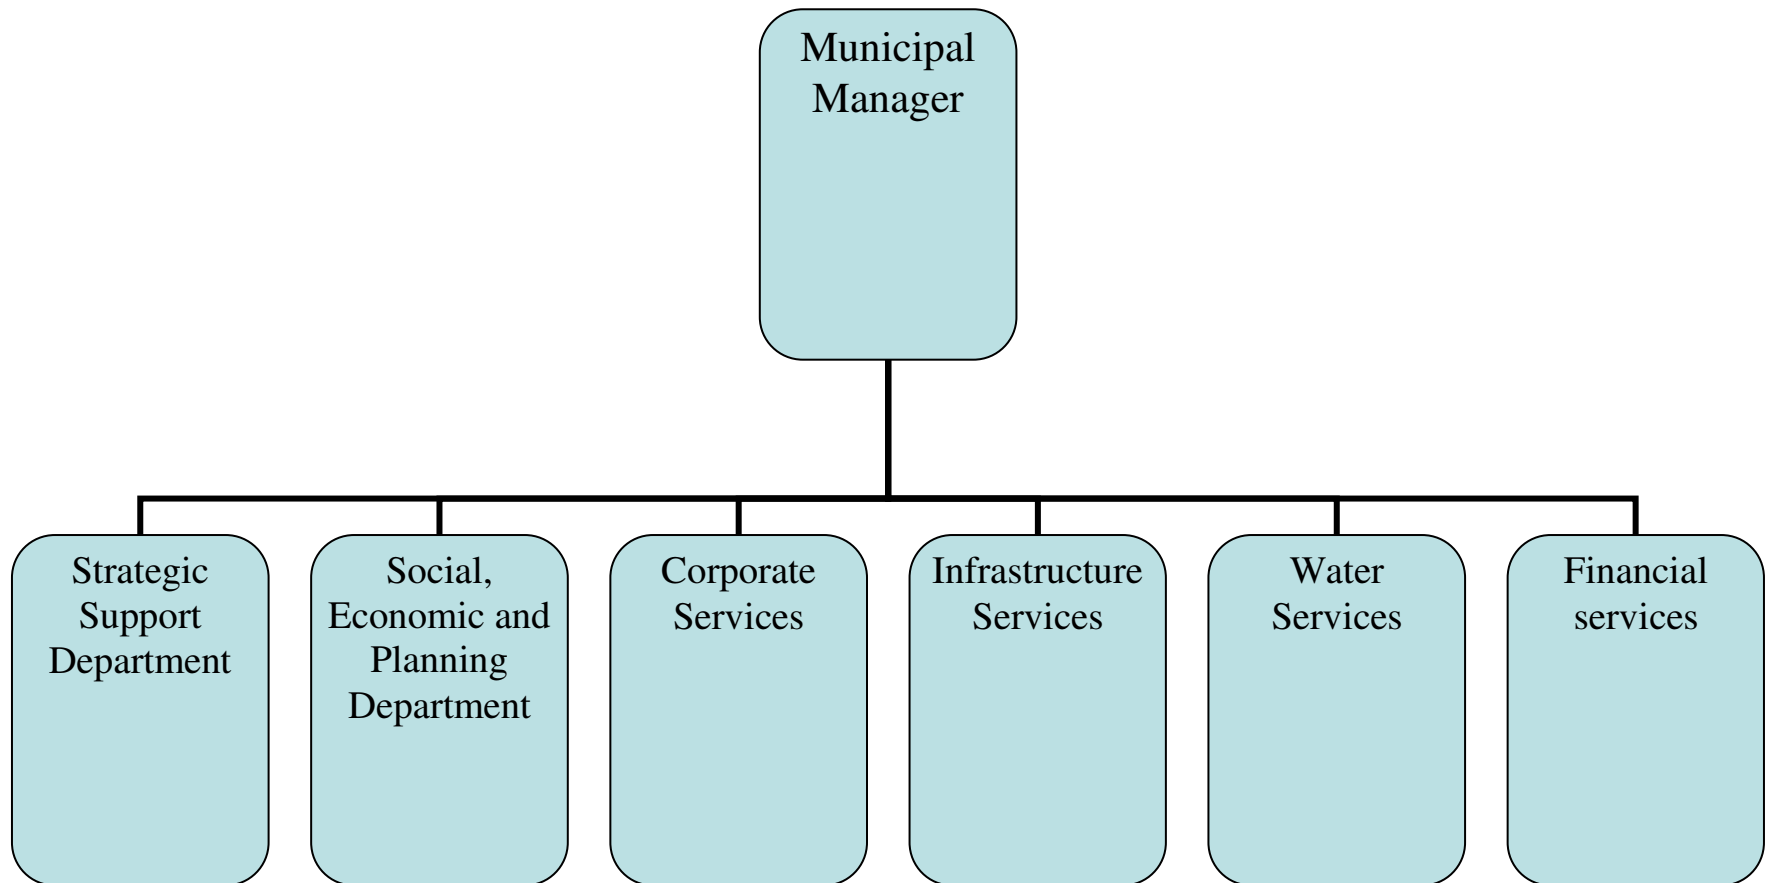 Municipal
Manager
Strategic
Support
Department
Social,
Economic and
Planning
Department
Corporate
Services
Infrastructure
Services
Water
Services
Financial
services